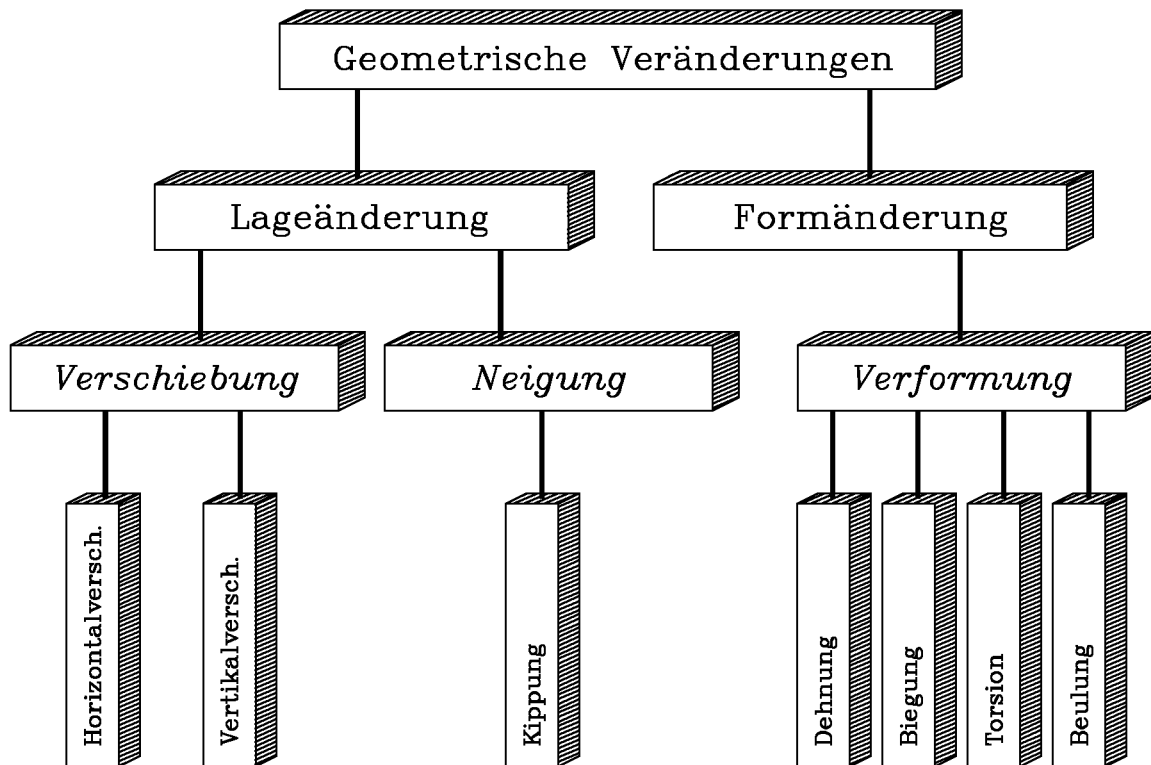 Geometrische Veränderungen
Lageänderung
Formänderung
Verschiebung
Neigung
Verformung
Horizontalversch.
Vertikalversch.
Kippung
Dehnung
Biegung
Torsion
Beulung